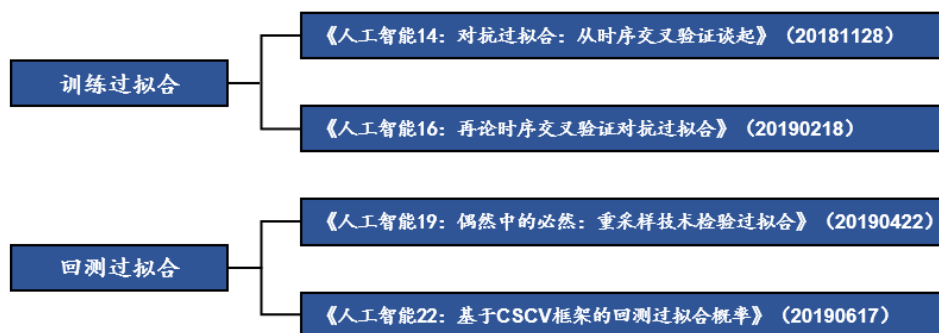 训练过拟合
《人工智能14：对抗过拟合：从时序交叉验证谈起》（20181128）
《人工智能16：再论时序交叉验证对抗过拟合》（20190218）
回测过拟合
《人工智能19：偶然中的必然：重采样技术检验过拟合》（20190422）
《人工智能22：基于CSCV框架的回测过拟合概率》（20190617）